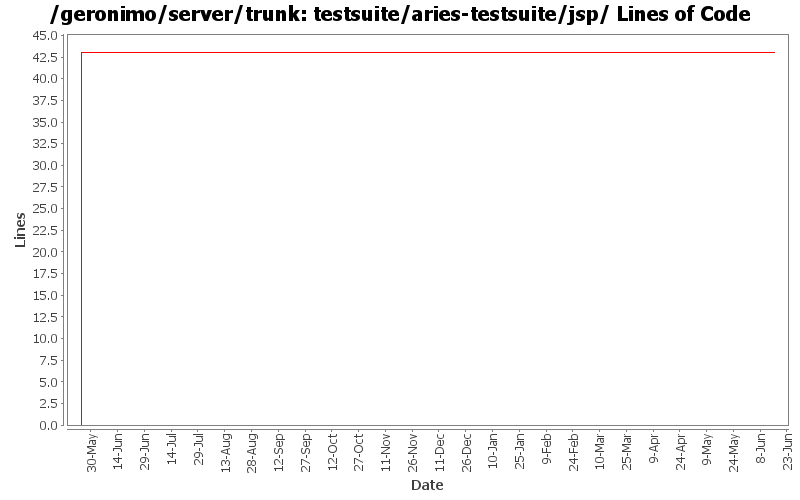 /geronimo/server/trunk: testsuite/aries-testsuite/jsp/ Lines of Code
45.0
42.5
40.0
37.5
35.0
32.5
30.0
27.5
25.0
22.5
20.0
17.5
15.0
12.5
10.0
7.5
5.0
2.5
0.0
Lines
30-May
14-Jun
29-Jun
14-Jul
29-Jul
13-Aug
28-Aug
12-Sep
27-Sep
12-Oct
27-Oct
11-Nov
26-Nov
11-Dec
26-Dec
10-Jan
25-Jan
9-Feb
24-Feb
10-Mar
25-Mar
9-Apr
24-Apr
9-May
24-May
8-Jun
23-Jun
Date